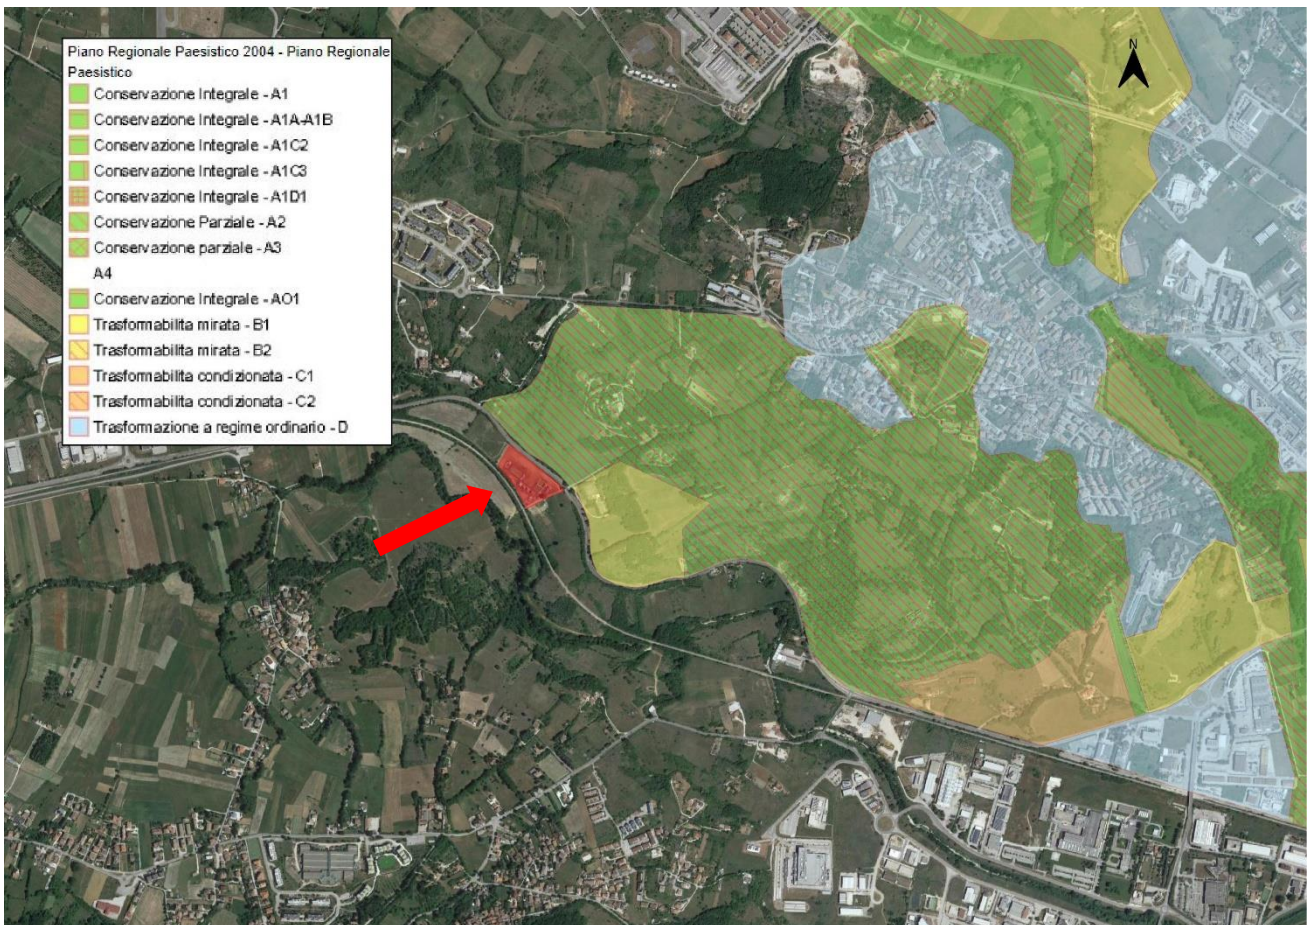 Piano Regionale Paesistico 2004 - Piano Regionale
Paesistico
Conservazione Integrale - A1
Conservazione Integrale - A1A-A1B
Conservazione Integrale - A1C2
Conservazione Integrale - A1C3
Conservazione Integrale - A1D1
Conservazione Parziale - A2
Conservazione parziale - A3
A4
Conservazione Integrale - AO1
Trasformabilita mirata - B1
Trasformabilita mirata - B2
Trasformabilita condizionata - C1
Trasformabilita condizionata - C2
Trasformazione a regime ordinario - D
N